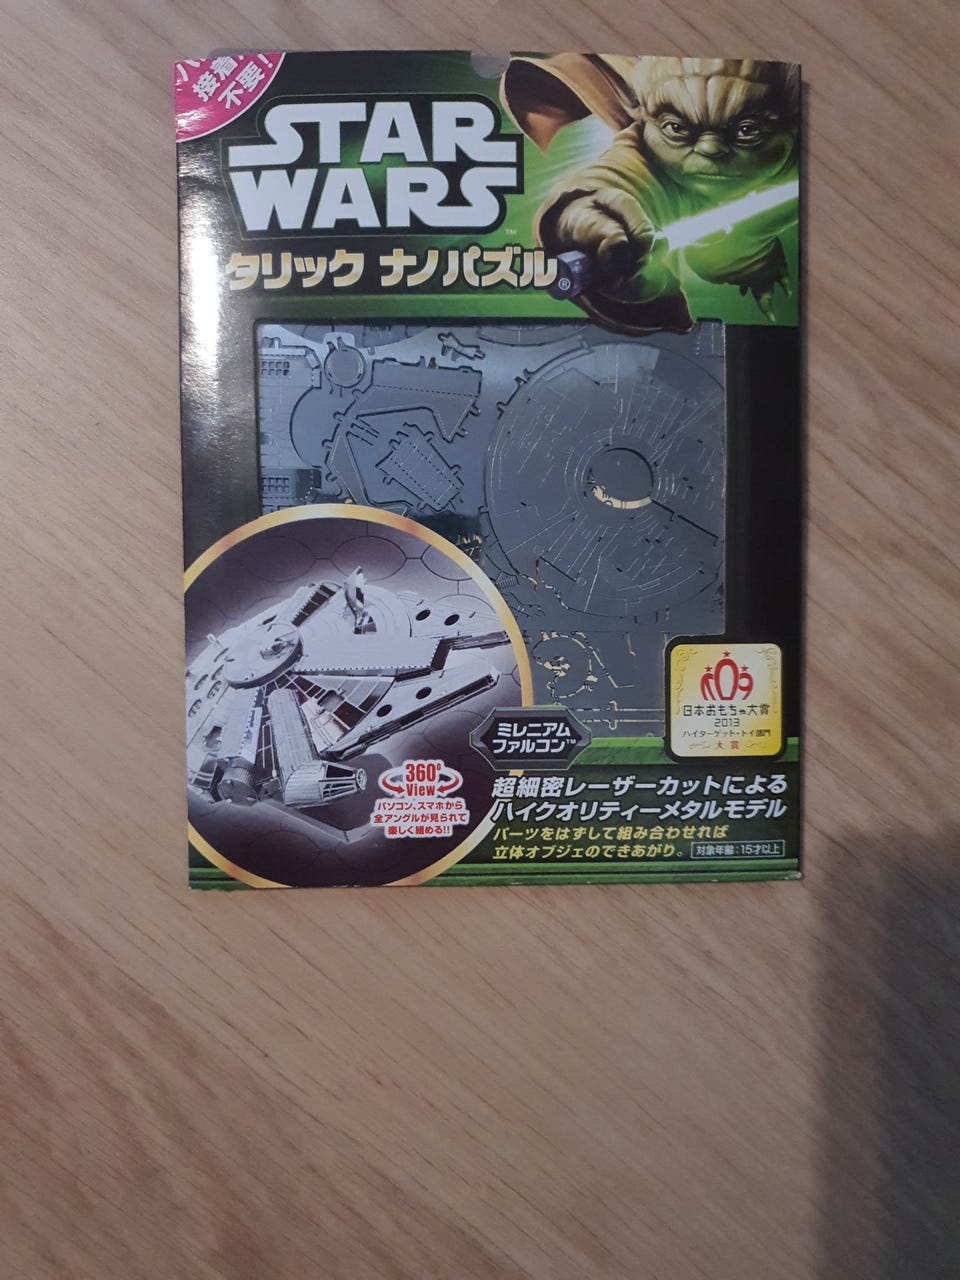 接着
不要!
STAR
WARS™
タリック ナノパズル®
日本おもちゃ大賞
2013
ハイターゲット・トイ部門
大賞
ミレニアム
ファルコン™
360°
View
パソコン、スマホから
全アングルが見られて
楽しく組める!!
超細密レーザーカットによる
ハイクオリティーメタルモデル
パーツをはずして組み合わせれば
立体オブジェのできあがり。 対象年齢:15才以上